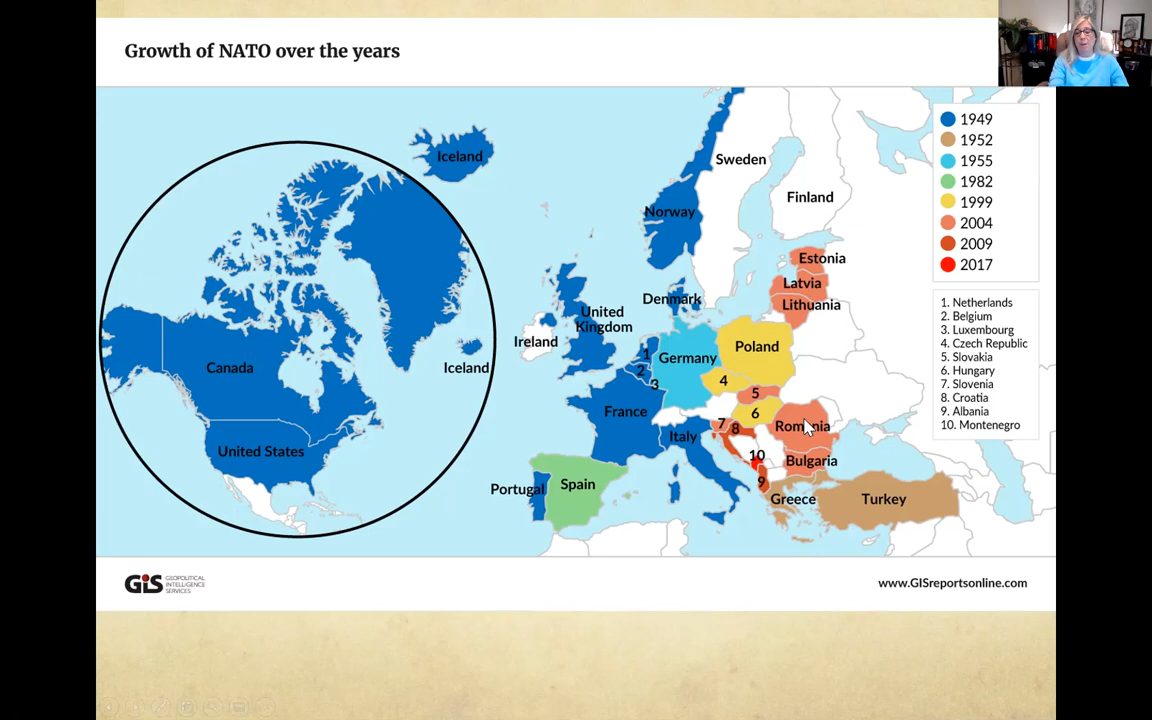 Growth of NATO over the years
Iceland
Sweden
Finland
Norway
Estonia
Latvia
Lithuania
Denmark
United
Kingdom
Ireland
Germany
Poland
1
2
3
4
5
6
7
8
9
10
France
Italy
Romania
Bulgaria
Portugal
Spain
Greece
Turkey
Canada
Iceland
United States
1949
1952
1955
1982
1999
2004
2009
2017
1. Netherlands
2. Belgium
3. Luxembourg
4. Czech Republic
5. Slovakia
6. Hungary
7. Slovenia
8. Croatia
9. Albania
10. Montenegro
GIS
GEOPOLITICAL
INTELLIGENCE
SERVICES
www.GISreportsonline.com